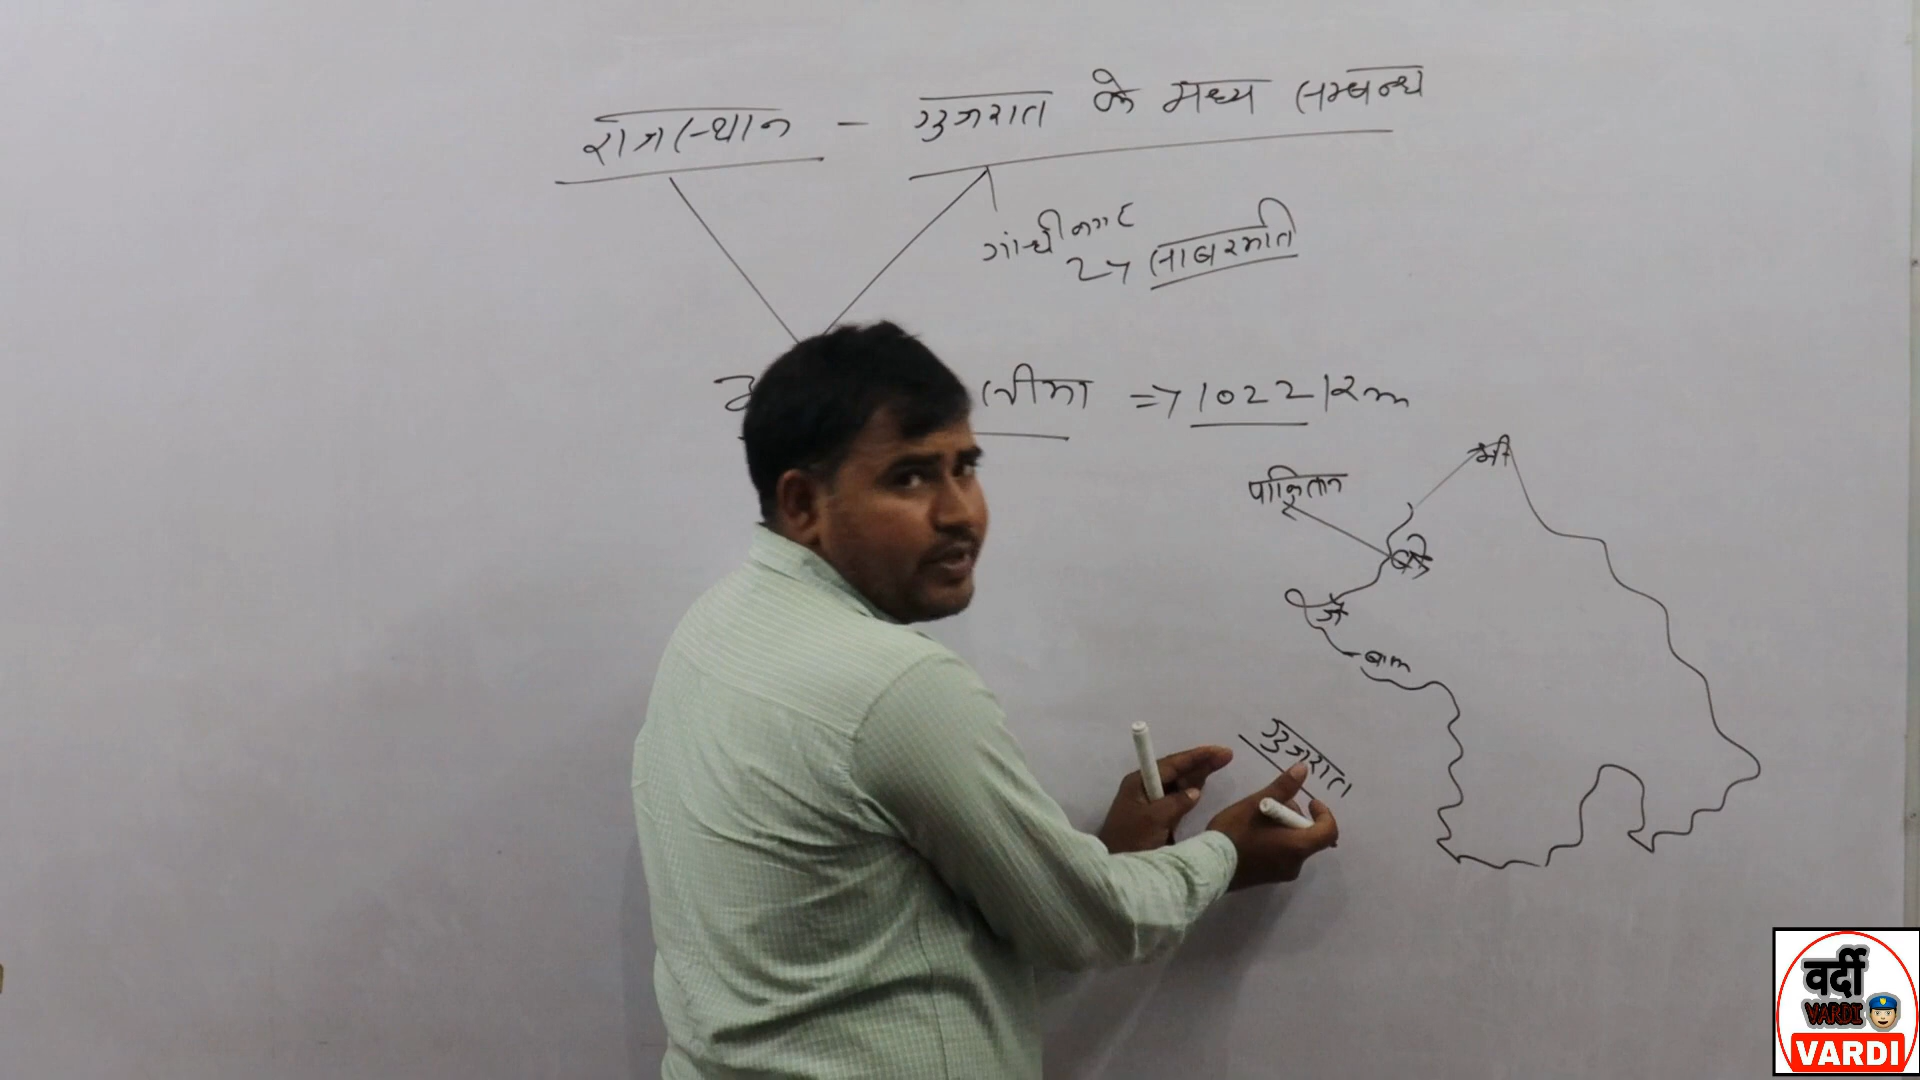 राजस्थान - गुजरात के मध्य सम्बन्ध
गांधीनगर
→ साबरमति
सीमा => 1022 km
श्री
पाकिस्तान
बीके
जै
बाम
गुजरात
वर्दी
VARDI
VARDI